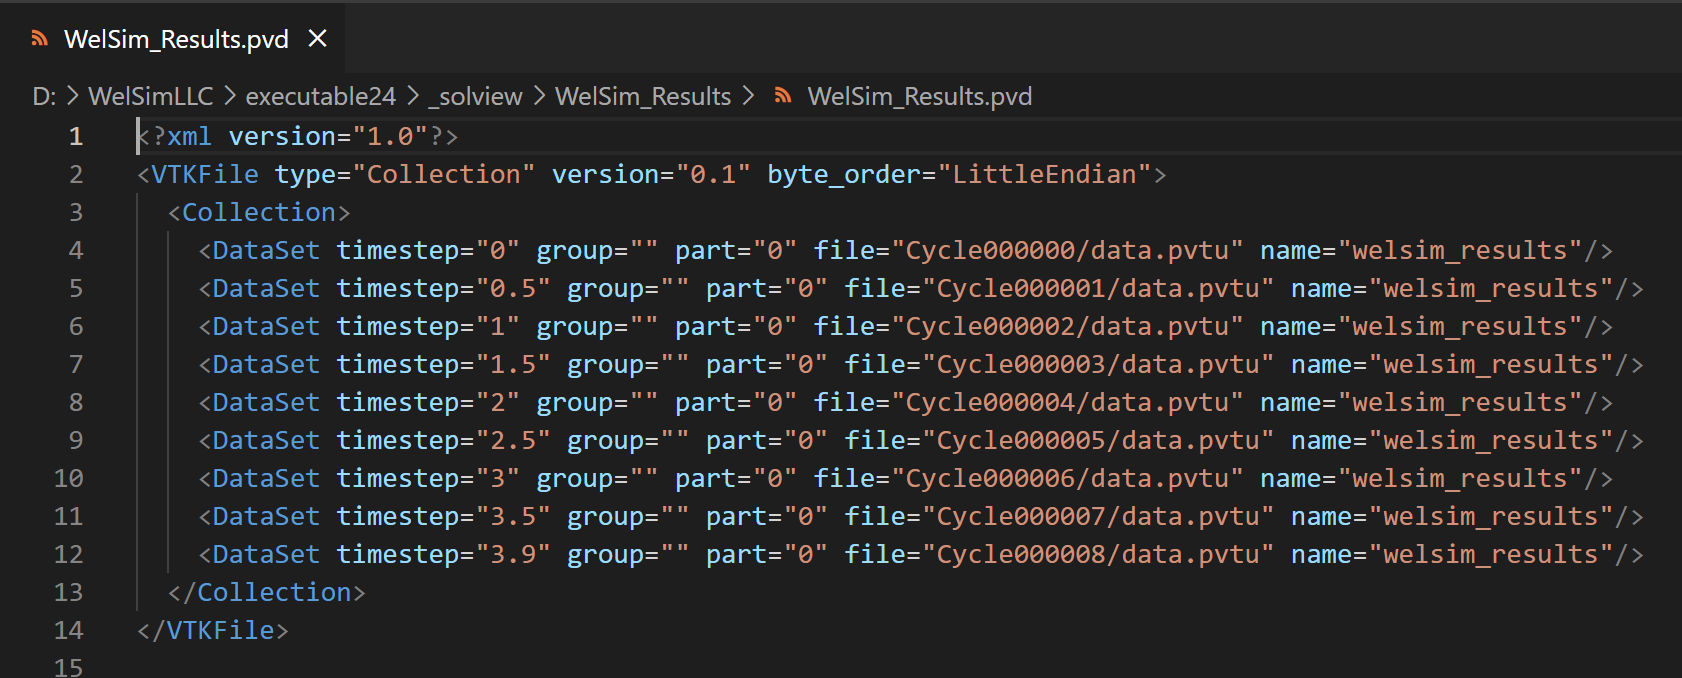 WelSim_Results.pvd
D: > WelSimLLC > executable24 > _solview > WelSim_Results > WelSim_Results.pvd
1 <?xml version="1.0"?>
2 <VTKFile type="Collection" version="0.1" byte_order="LittleEndian">
3   <Collection>
4     <DataSet timestep="0" group="" part="0" file="Cycle000000/data.pvtu" name="welsim_results"/>
5     <DataSet timestep="0.5" group="" part="0" file="Cycle000001/data.pvtu" name="welsim_results"/>
6     <DataSet timestep="1" group="" part="0" file="Cycle000002/data.pvtu" name="welsim_results"/>
7     <DataSet timestep="1.5" group="" part="0" file="Cycle000003/data.pvtu" name="welsim_results"/>
8     <DataSet timestep="2" group="" part="0" file="Cycle000004/data.pvtu" name="welsim_results"/>
9     <DataSet timestep="2.5" group="" part="0" file="Cycle000005/data.pvtu" name="welsim_results"/>
10     <DataSet timestep="3" group="" part="0" file="Cycle000006/data.pvtu" name="welsim_results"/>
11     <DataSet timestep="3.5" group="" part="0" file="Cycle000007/data.pvtu" name="welsim_results"/>
12     <DataSet timestep="3.9" group="" part="0" file="Cycle000008/data.pvtu" name="welsim_results"/>
13   </Collection>
14 </VTKFile>
15